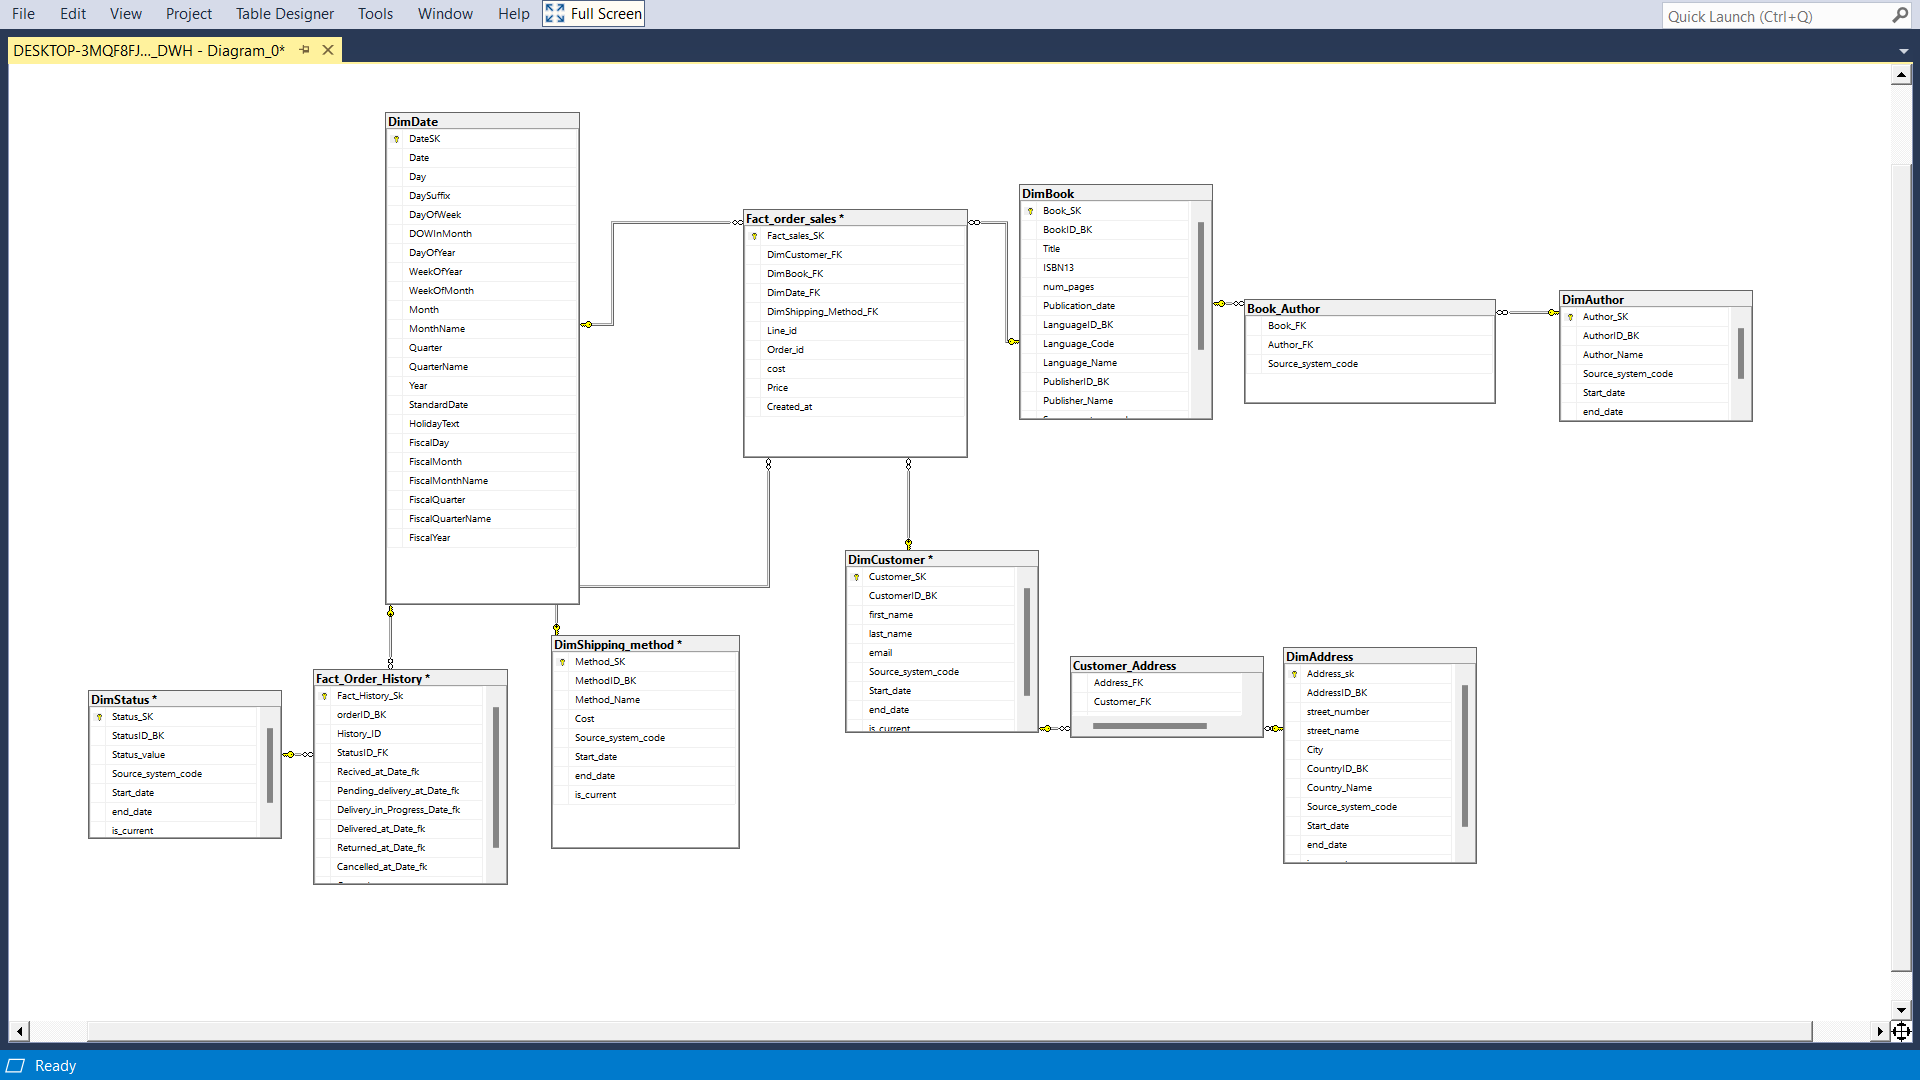 File Edit View Project Table Designer Tools Window Help Full Screen
Quick Launch (Ctrl+Q)
DESKTOP-3MQF8FJ..._DWH - Diagram_0*
DimDate
DateSK
Date
Day
DaySuffix
DayOfWeek
DOWInMonth
DayOfYear
WeekOfYear
WeekOfMonth
Month
MonthName
Quarter
QuarterName
Year
StandardDate
HolidayText
FiscalDay
FiscalMonth
FiscalMonthName
FiscalQuarter
FiscalQuarterName
FiscalYear
Fact_order_sales *
Fact_sales_SK
DimCustomer_FK
DimBook_FK
DimDate_FK
DimShipping_Method_FK
Line_id
Order_id
cost
Price
Created_at
DimBook
Book_SK
BookID_BK
Title
ISBN13
num_pages
Publication_date
LanguageID_BK
Language_Code
Language_Name
PublisherID_BK
Publisher_Name
Book_Author
Book_FK
Author_FK
Source_system_code
DimAuthor
Author_SK
AuthorID_BK
Author_Name
Source_system_code
Start_date
end_date
DimStatus *
Status_SK
StatusID_BK
Status_value
Source_system_code
Start_date
end_date
is_current
Fact_Order_History *
Fact_History_Sk
orderID_BK
History_ID
StatusID_FK
Recived_at_Date_fk
Pending_delivery_at_Date_fk
Delivery_in_Progress_Date_fk
Delivered_at_Date_fk
Returned_at_Date_fk
Cancelled_at_Date_fk
DimShipping_method *
Method_SK
MethodID_BK
Method_Name
Cost
Source_system_code
Start_date
end_date
is_current
DimCustomer *
Customer_SK
CustomerID_BK
first_name
last_name
email
Source_system_code
Start_date
end_date
is_current
Customer_Address
Address_FK
Customer_FK
DimAddress
Address_sk
AddressID_BK
street_number
street_name
City
CountryID_BK
Country_Name
Source_system_code
Start_date
end_date
Ready